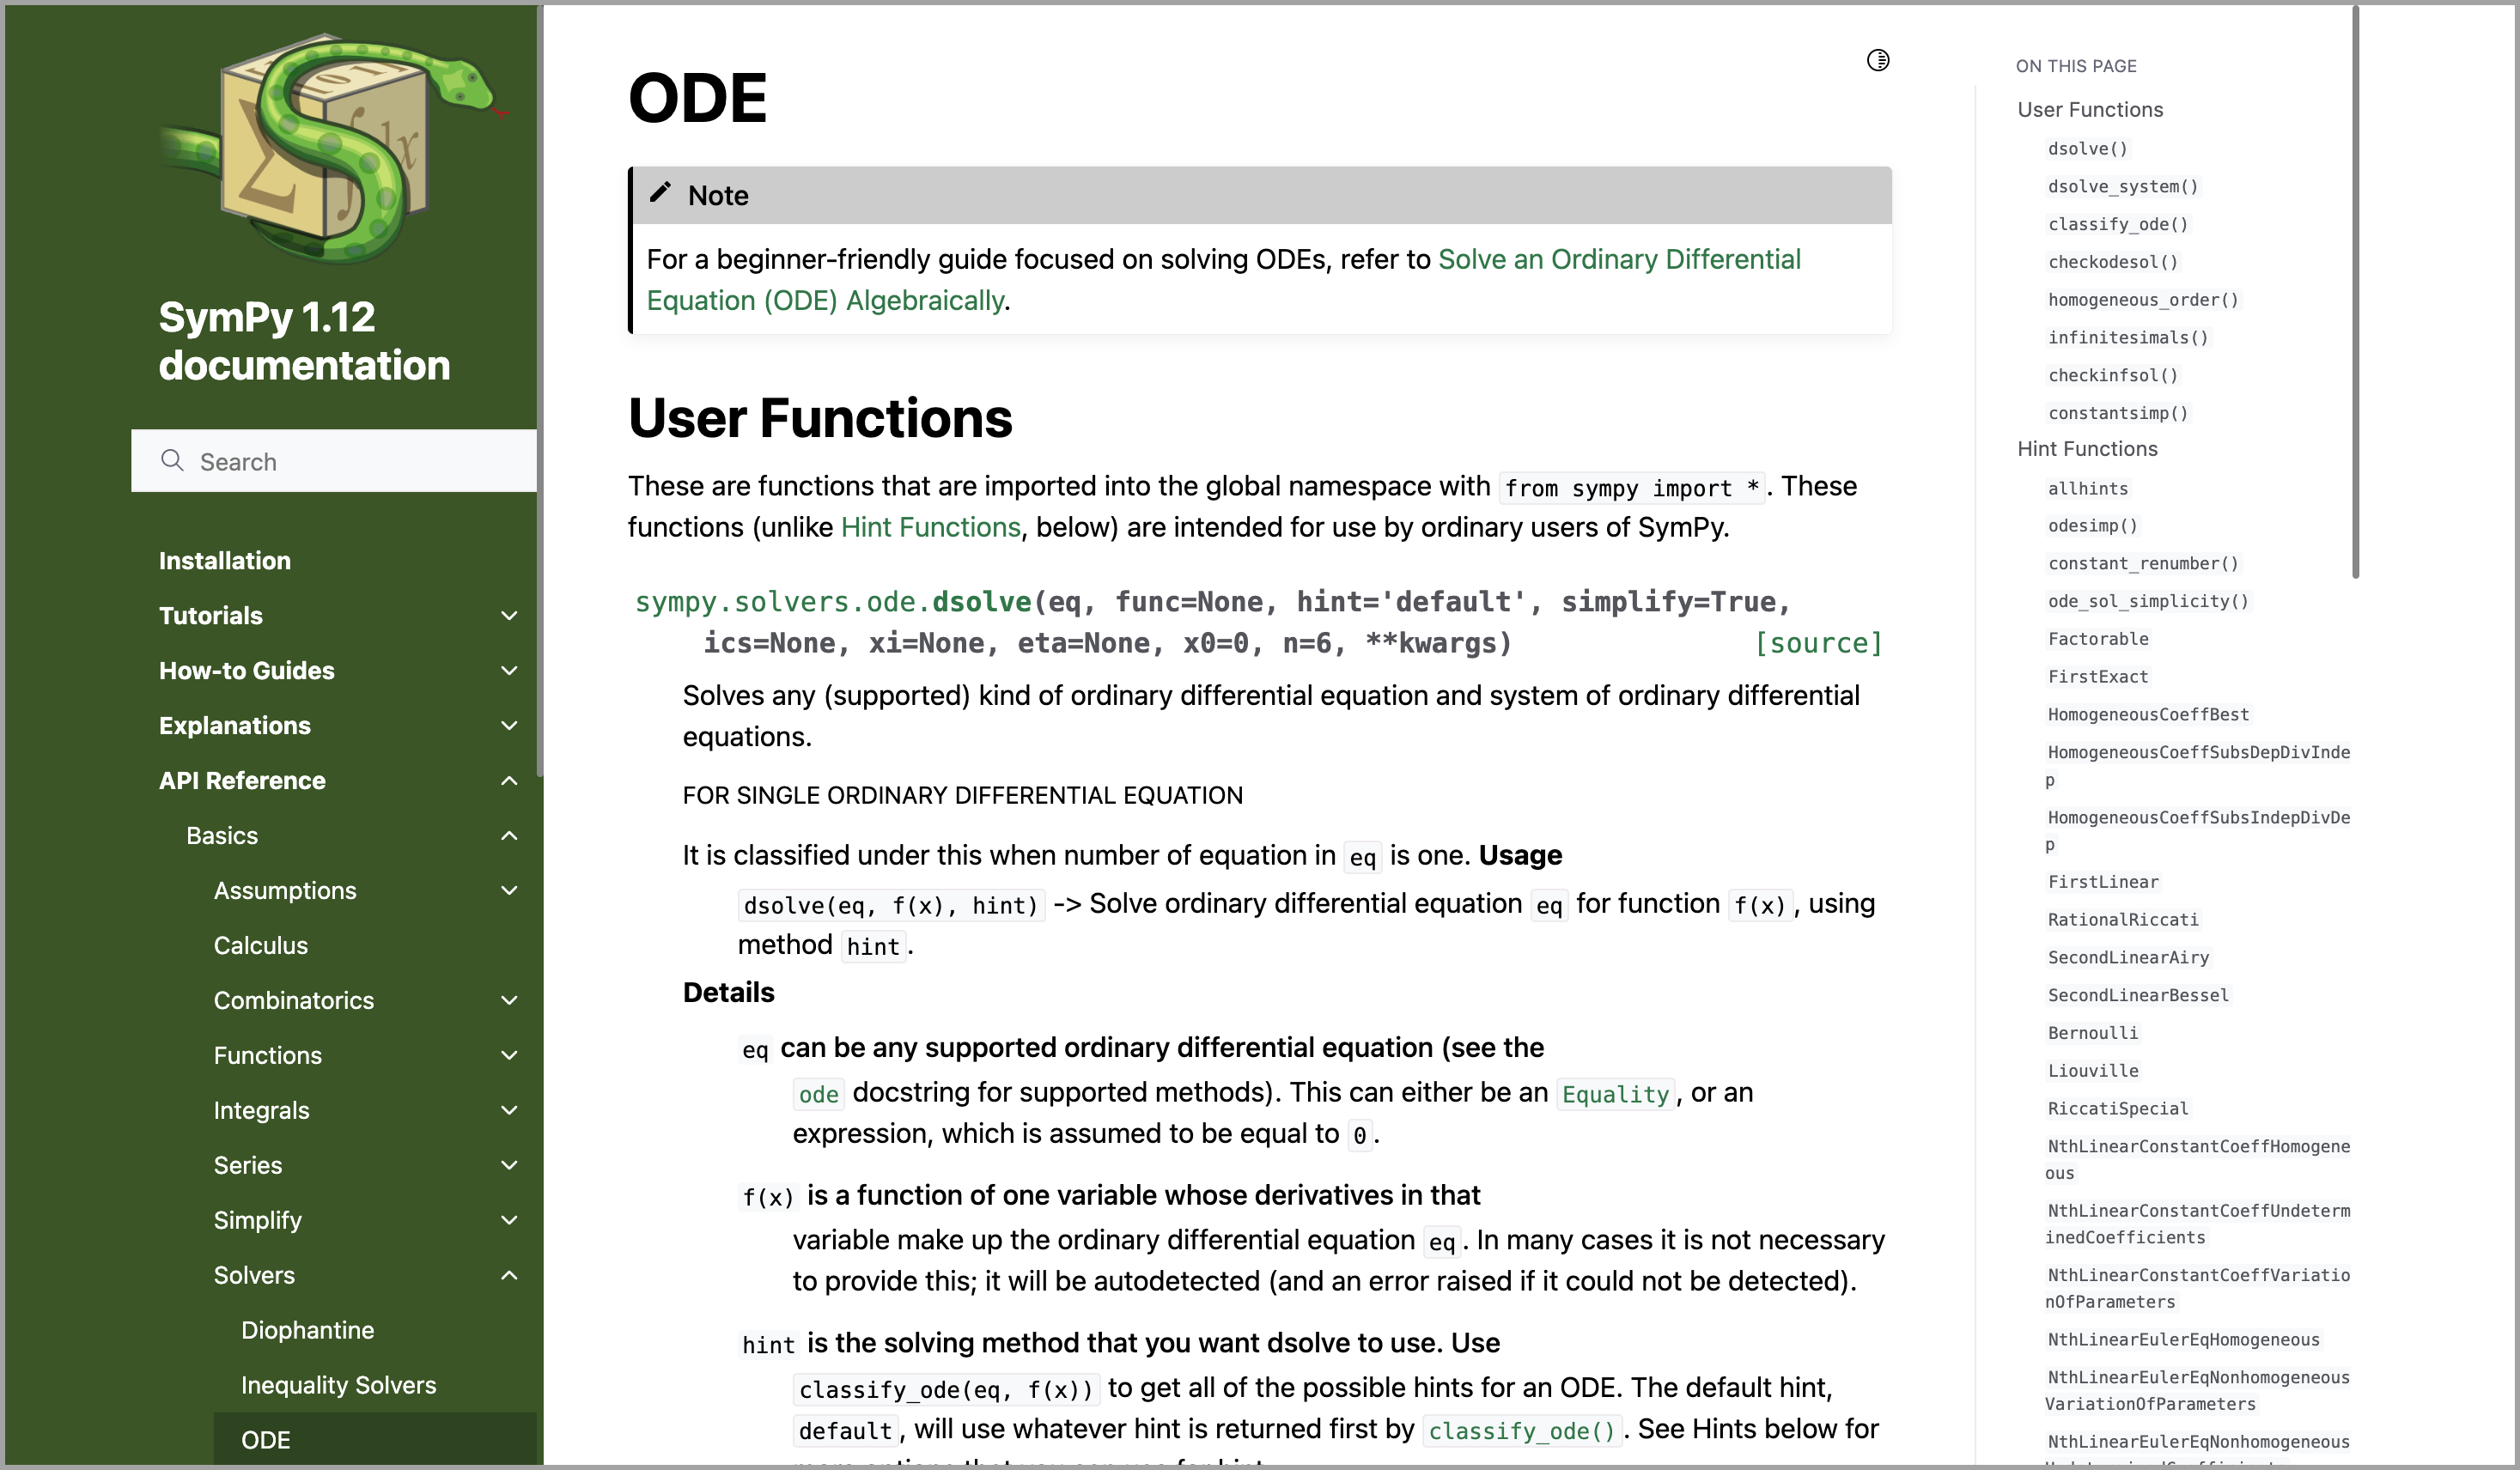 SymPy 1.12
documentation
Search
Installation
Tutorials
How-to Guides
Explanations
API Reference
Basics
Assumptions
Calculus
Combinatorics
Functions
Integrals
Series
Simplify
Solvers
Diophantine
Inequality Solvers
ODE
ODE
Note
For a beginner-friendly guide focused on solving ODEs, refer to Solve an Ordinary Differential
Equation (ODE) Algebraically.
User Functions
These are functions that are imported into the global namespace with from sympy import *. These
functions (unlike Hint Functions, below) are intended for use by ordinary users of SymPy.
sympy.solvers.ode.dsolve(eq, func=None, hint='default', simplify=True,
ics=None, xi=None, eta=None, x0=0, n=6, **kwargs) [source]
Solves any (supported) kind of ordinary differential equation and system of ordinary differential
equations.
FOR SINGLE ORDINARY DIFFERENTIAL EQUATION
It is classified under this when number of equation in eq is one. Usage
dsolve(eq, f(x), hint) -> Solve ordinary differential equation eq for function f(x), using
method hint.
Details
eq can be any supported ordinary differential equation (see the
ode docstring for supported methods). This can either be an Equality, or an
expression, which is assumed to be equal to 0.
f(x) is a function of one variable whose derivatives in that
variable make up the ordinary differential equation eq. In many cases it is not necessary
to provide this; it will be autodetected (and an error raised if it could not be detected).
hint is the solving method that you want dsolve to use. Use
classify_ode(eq, f(x)) to get all of the possible hints for an ODE. The default hint,
default, will use whatever hint is returned first by classify_ode(). See Hints below for
ON THIS PAGE
User Functions
dsolve()
dsolve_system()
classify_ode()
checkodesol()
homogeneous_order()
infinitesimals()
checkinfsol()
constantsimp()
Hint Functions
allhints
odesimp()
constant_renumber()
ode_sol_simplicity()
Factorable
FirstExact
HomogeneousCoeffBest
HomogeneousCoeffSubsDepDivInde
p
HomogeneousCoeffSubsIndepDivDe
p
FirstLinear
RationalRiccati
SecondLinearAiry
SecondLinearBessel
Bernoulli
Liouville
RiccatiSpecial
NthLinearConstantCoeffHomogene
ous
NthLinearConstantCoeffUndeterm
inedCoefficients
NthLinearConstantCoeffVariatio
nOfParameters
NthLinearEulerEqHomogeneous
NthLinearEulerEqNonhomogeneous
VariationOfParameters
NthLinearEulerEqNonhomogeneous